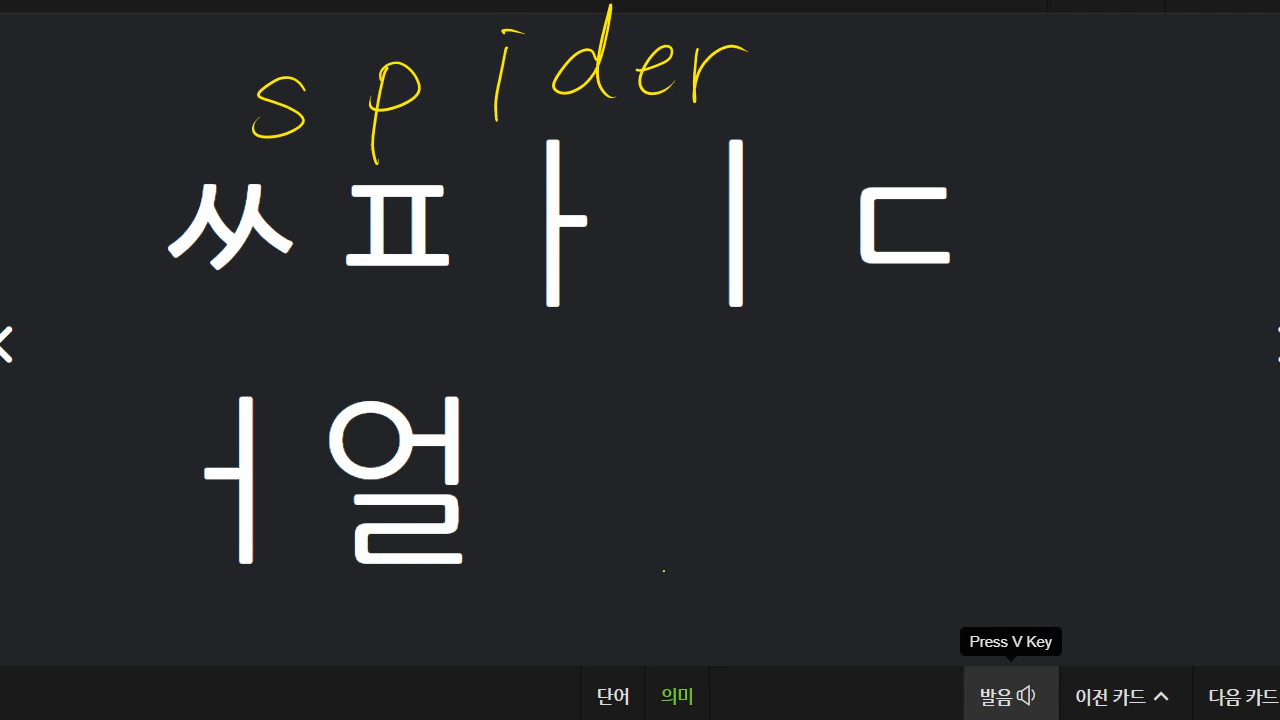 spider
ㅆ ㅍ ㅏ ㅣ ㄷ
ㅓ 얼
Press V Key
단어 의미 발음 이전 카드 다음 카드